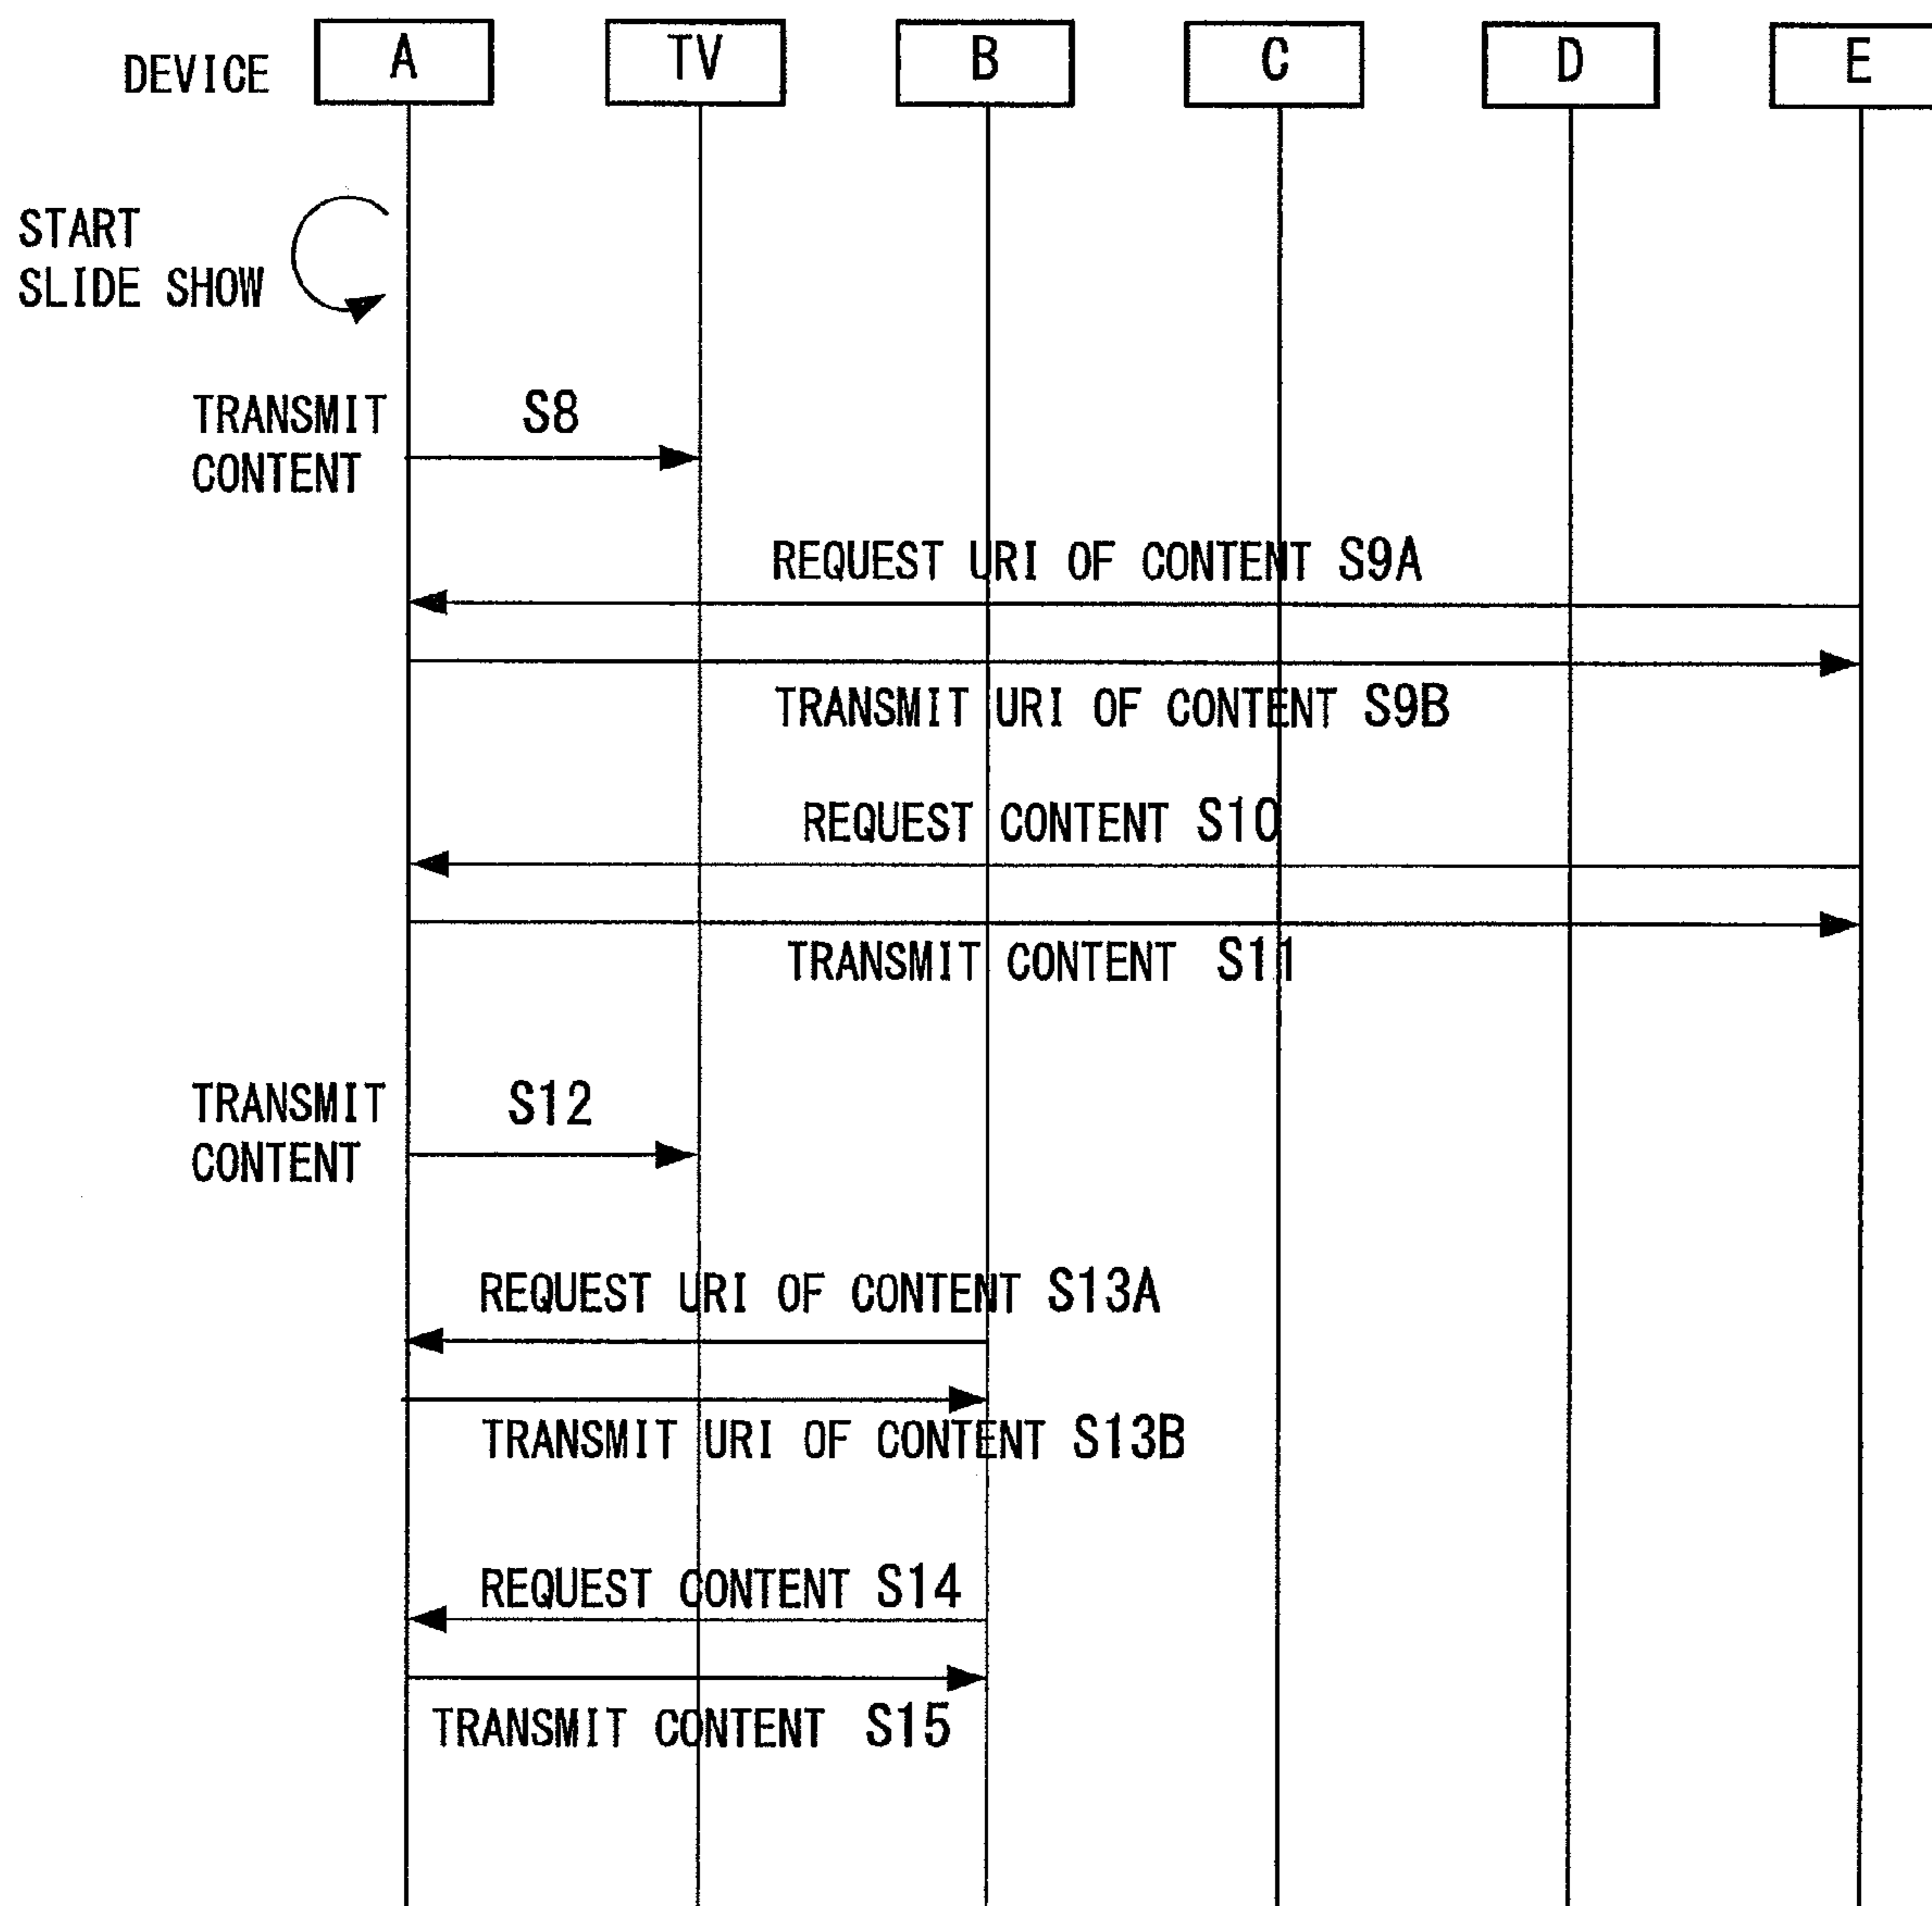 DEVICE A TV B C D E
START
SLIDE SHOW
TRANSMIT S8
CONTENT
REQUEST URI OF CONTENT S9A
TRANSMIT URI OF CONTENT S9B
REQUEST CONTENT S10
TRANSMIT CONTENT S11
TRANSMIT S12
CONTENT
REQUEST URI OF CONTENT S13A
TRANSMIT URI OF CONTENT S13B
REQUEST CONTENT S14
TRANSMIT CONTENT S15